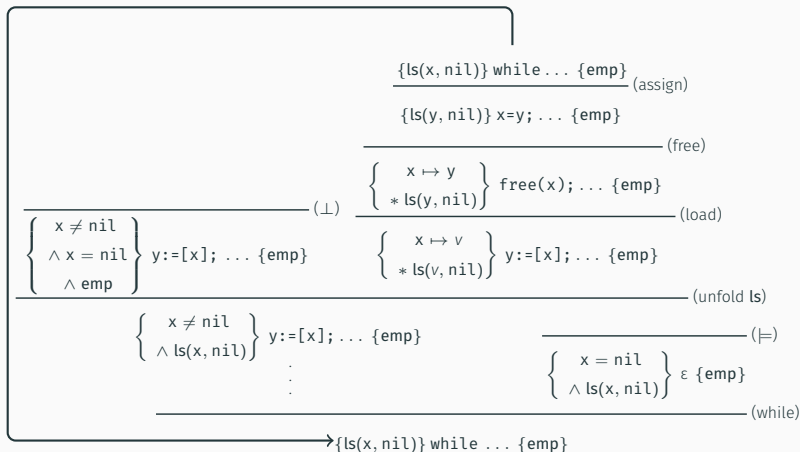 {ls(x, nil)} while ... {emp}
(assign)
{ls(y, nil)} x=y; ... {emp}
(free)
{ x ↦ y
∗ ls(y, nil) } free(x); ... {emp}
(⊥)
(load)
{ x ≠ nil
∧ x = nil
∧ emp } y:=[x]; ... {emp}
{ x ↦ v
∗ ls(v, nil) } y:=[x]; ... {emp}
(unfold ls)
{ x ≠ nil
∧ ls(x, nil) } y:=[x]; ... {emp}
(⊨)
{ x = nil
∧ ls(x, nil) } ε {emp}
(while)
{ls(x, nil)} while ... {emp}